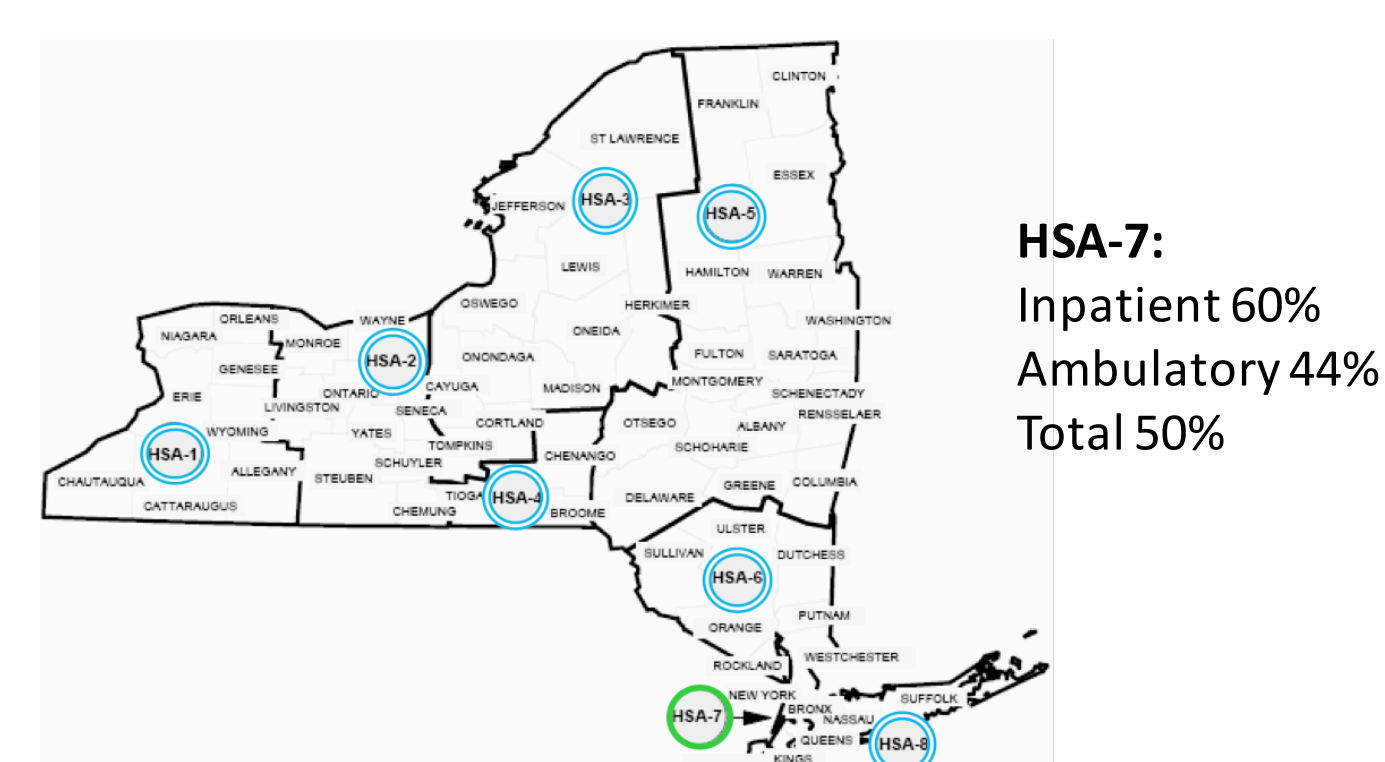 CLINTON
FRANKLIN
ST LAWRENCE
ESSEX
HSA-3
JEFFERSON
HSA-5
HSA-7:
LEWIS
HAMILTON
WARREN
Inpatient 60%
OSWEGO
HERKIMER
ORLEANS
WAYNE
WASHINGTON
NIAGARA
MONROE
ONEIDA
HSA-2
ONONDAGA
FULTON
SARATOGA
GENESEE
Ambulatory 44%
MONTGOMERY
CAYUGA
MADISON
ONTARIO
SCHENECTADY
ERIE
LIVINGSTON
SENECA
RENSSELAER
CORTLAND
OTSEGO
ALBANY
WYOMING
YATES
Total 50%
TOMPKINS
SCHOHARIE
HSA-1
CHENANGO
SCHUYLER
ALLEGANY
STEUBEN
CHAUTAUQUA
GREENE
COLUMBIA
TIOGA
HSA-4
DELAWARE
CATTARAUGUS
CHEMUNG
BROOME
ULSTER
SULLIVAN
DUTCHESS
HSA-6
PUTNAM
ORANGE
WESTCHESTER
ROCKLAND
NEW YORK
SUFFOLK
BRONX
HSA-7
NASSAU
QUEENS
HSA-8
KINGS